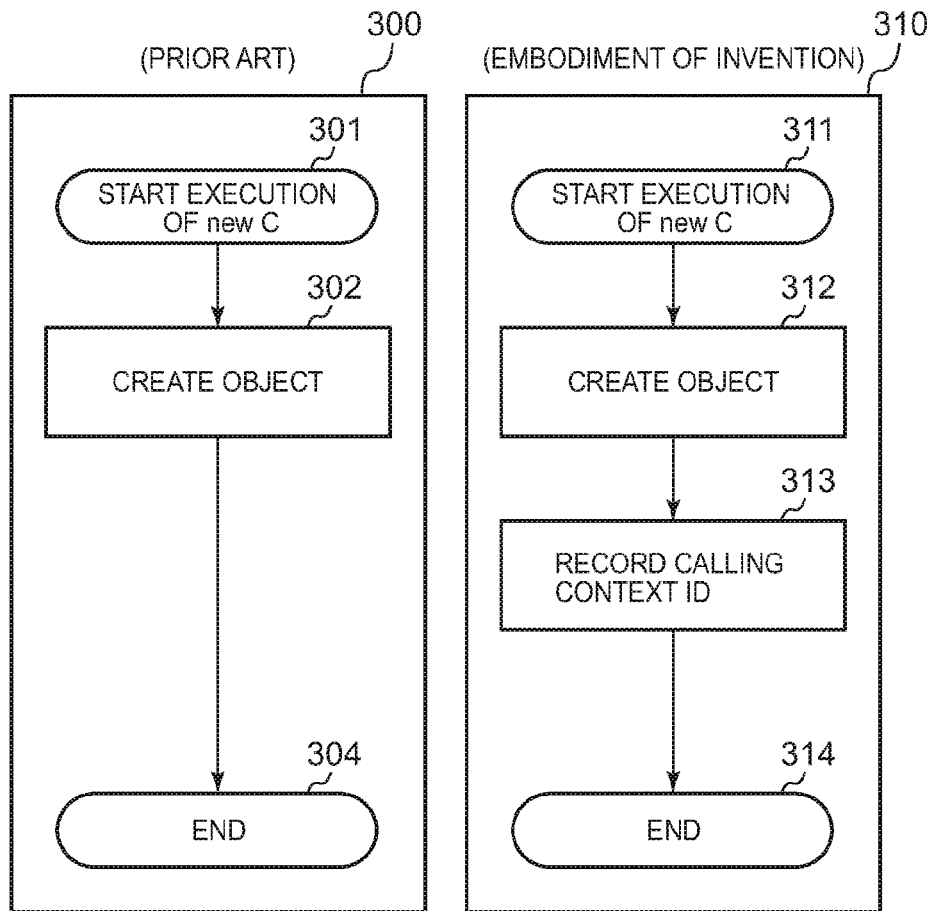 300
(PRIOR ART)
301
START EXECUTION
OF new C
302
CREATE OBJECT
304
END
310
(EMBODIMENT OF INVENTION)
311
START EXECUTION
OF new C
312
CREATE OBJECT
313
RECORD CALLING
CONTEXT ID
314
END